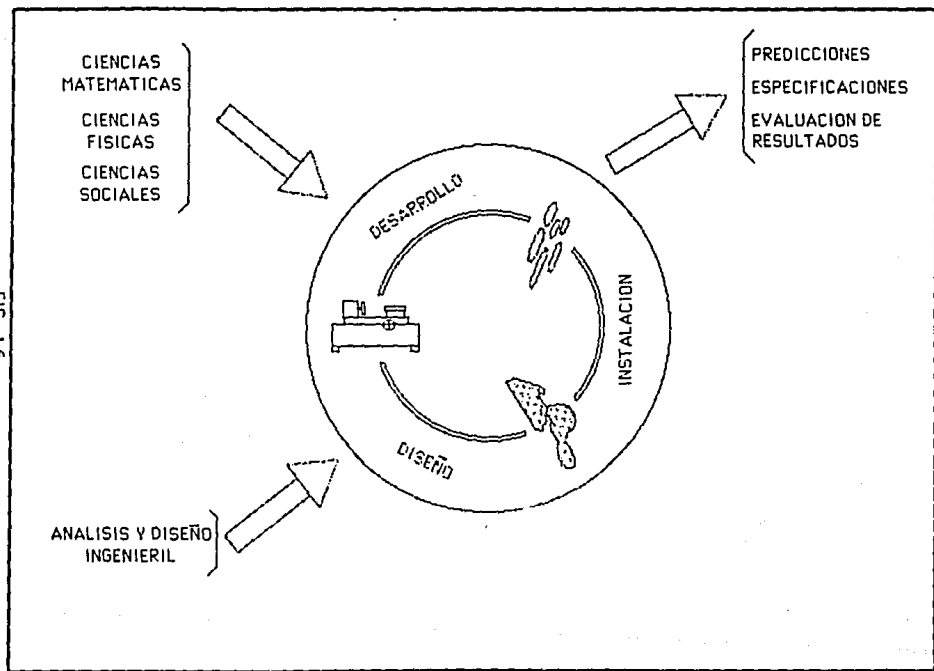 CIENCIAS
MATEMATICAS
CIENCIAS
FISICAS
CIENCIAS
SOCIALES
PREDICCIONES
ESPECIFICACIONES
EVALUACION DE
RESULTADOS
DESARROLLO
INSTALACION
DISEÑO
ANALISIS Y DISEÑO
INGENIERIL